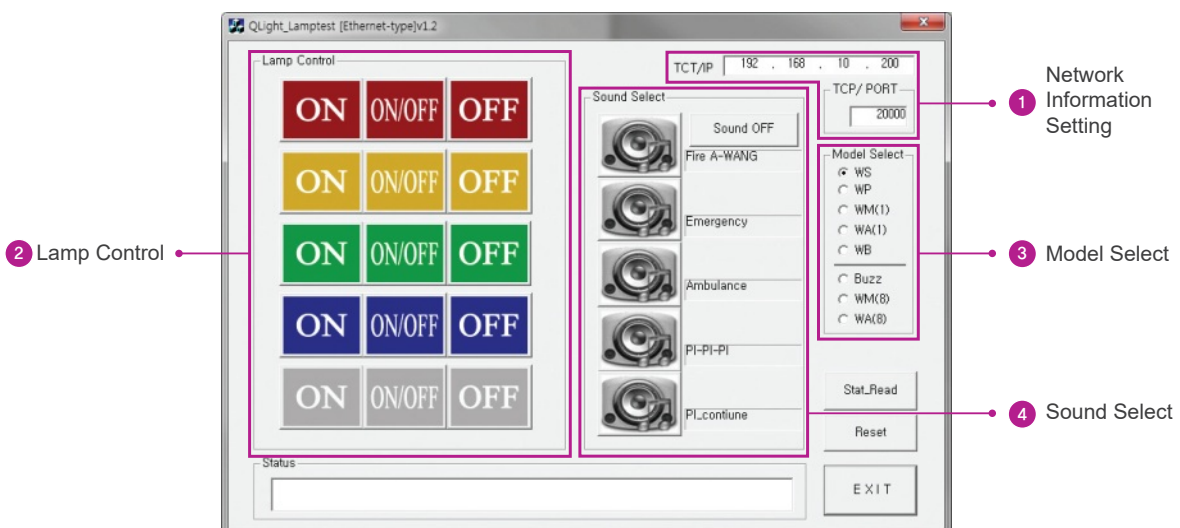 QLight_Lamptest [Ethernet-type]v1.2
Lamp Control
ON ON/OFF OFF
ON ON/OFF OFF
ON ON/OFF OFF
ON ON/OFF OFF
ON ON/OFF OFF
Sound Select
Sound OFF
Fire A-WANG
Emergency
Ambulance
PI-PI-PI
PI_contiune
TCT/IP 192 . 168 . 10 . 200
TCP/ PORT
20000
Model Select
WS
WP
WM(1)
WA(1)
WB
Buzz
WM(8)
WA(8)
Stat_Read
Reset
EXIT
Status
1 Network
Information
Setting
2 Lamp Control
3 Model Select
4 Sound Select